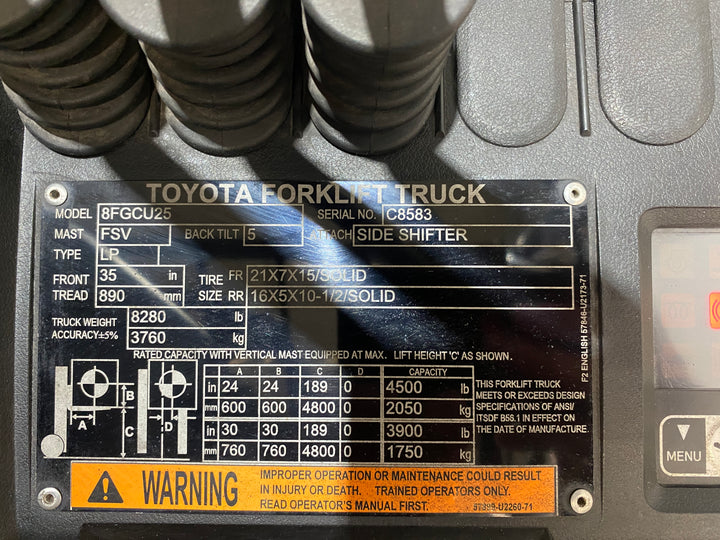 TOYOTA FORKLIFT TRUCK
MODEL 8FGCU25 SERIAL NO. C8583
MAST FSV BACK TILT 5 ATTACH SIDE SHIFTER
TYPE LP
FRONT 35 in TIRE FR 21X7X15/SOLID
TREAD 890 mm SIZE RR 16X5X10-1/2/SOLID
TRUCK WEIGHT 8280 lb
ACCURACY±5% 3760 kg
RATED CAPACITY WITH VERTICAL MAST EQUIPPED AT MAX. LIFT HEIGHT 'C' AS SHOWN.
A B C D CAPACITY
in 24 24 189 0 4500 lb
mm 600 600 4800 0 2050 kg
in 30 30 189 0 3900 lb
mm 760 760 4800 0 1750 kg
A B C D
THIS FORKLIFT TRUCK
MEETS OR EXCEEDS DESIGN
SPECIFICATIONS OF ANSI/
ITSDF B56.1 IN EFFECT ON
THE DATE OF MANUFACTURE.
F2 ENGLISH 57846-U2173-71
WARNING
IMPROPER OPERATION OR MAINTENANCE COULD RESULT
IN INJURY OR DEATH. TRAINED OPERATORS ONLY.
READ OPERATOR'S MANUAL FIRST. 57899-U2260-71
MENU